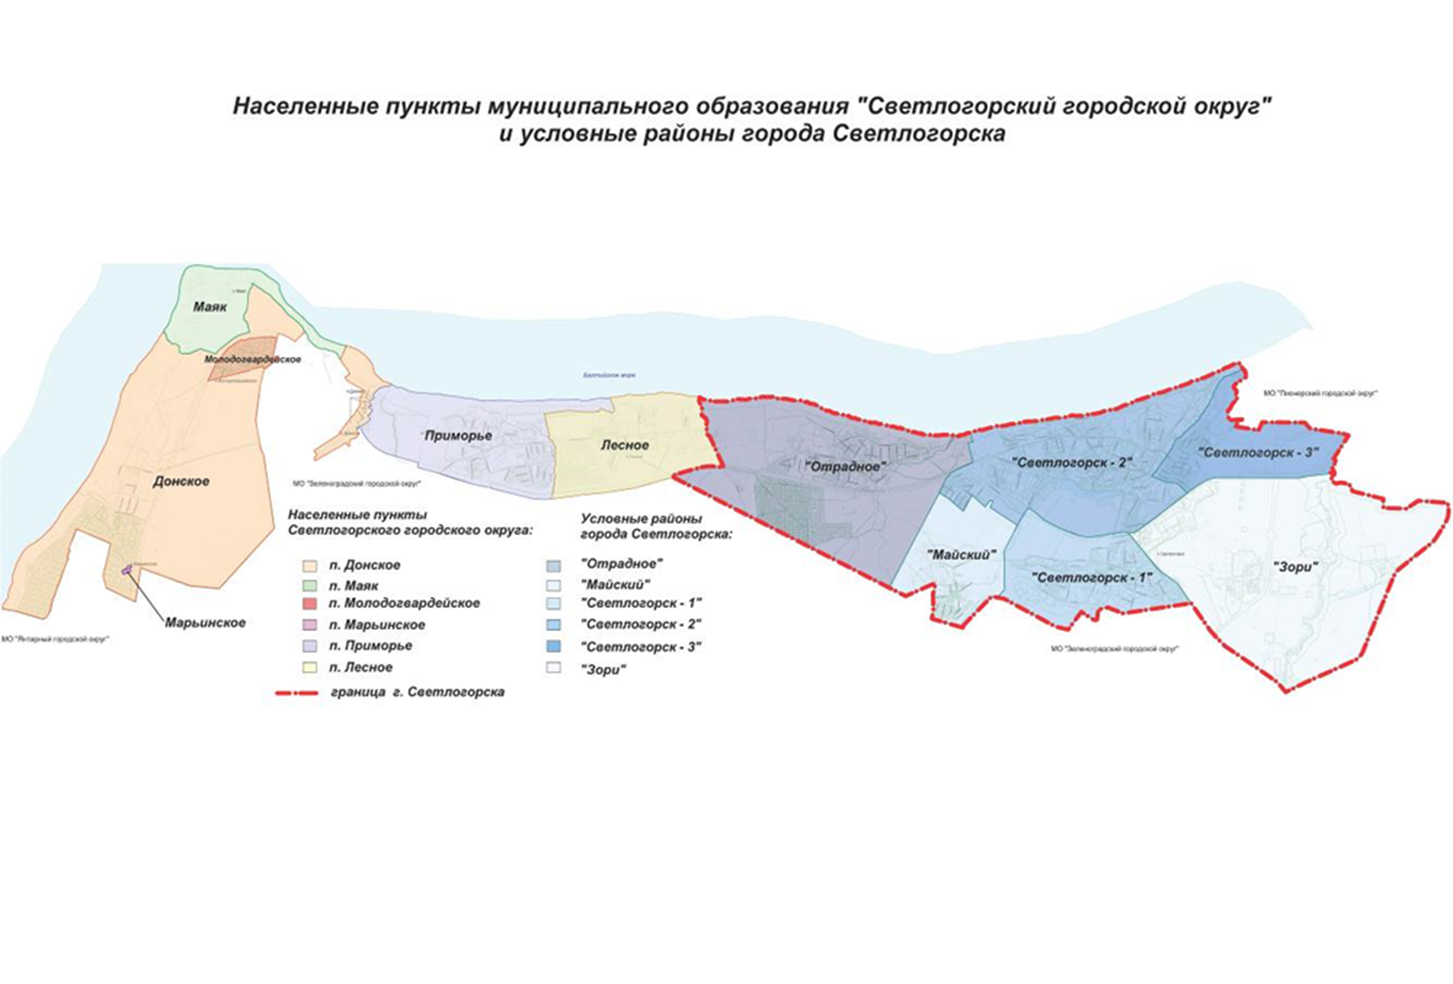 Населенные пункты муниципального образования "Светлогорский городской округ"
и условные районы города Светлогорска
Маяк
Молодогвардейское
Балтийское море
МО "Пионерский городской округ"
Приморье
Лесное
"Отрадное"
"Светлогорск - 2"
"Светлогорск - 3"
Донское
МО "Зеленоградский городской округ"
"Майский"
"Светлогорск - 1"
"Зори"
Марьинское
МО "Янтарный городской округ"
МО "Зеленоградский городской округ"
Населенные пункты
Светлогорского городского округа:
п. Донское
п. Маяк
п. Молодогвардейское
п. Марьинское
п. Приморье
п. Лесное
граница г. Светлогорска
Условные районы
города Светлогорска:
"Отрадное"
"Майский"
"Светлогорск - 1"
"Светлогорск - 2"
"Светлогорск - 3"
"Зори"